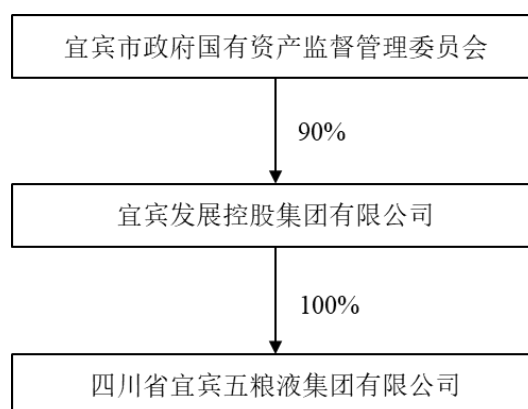 宜宾市政府国有资产监督管理委员会
90%
宜宾发展控股集团有限公司
100%
四川省宜宾五粮液集团有限公司